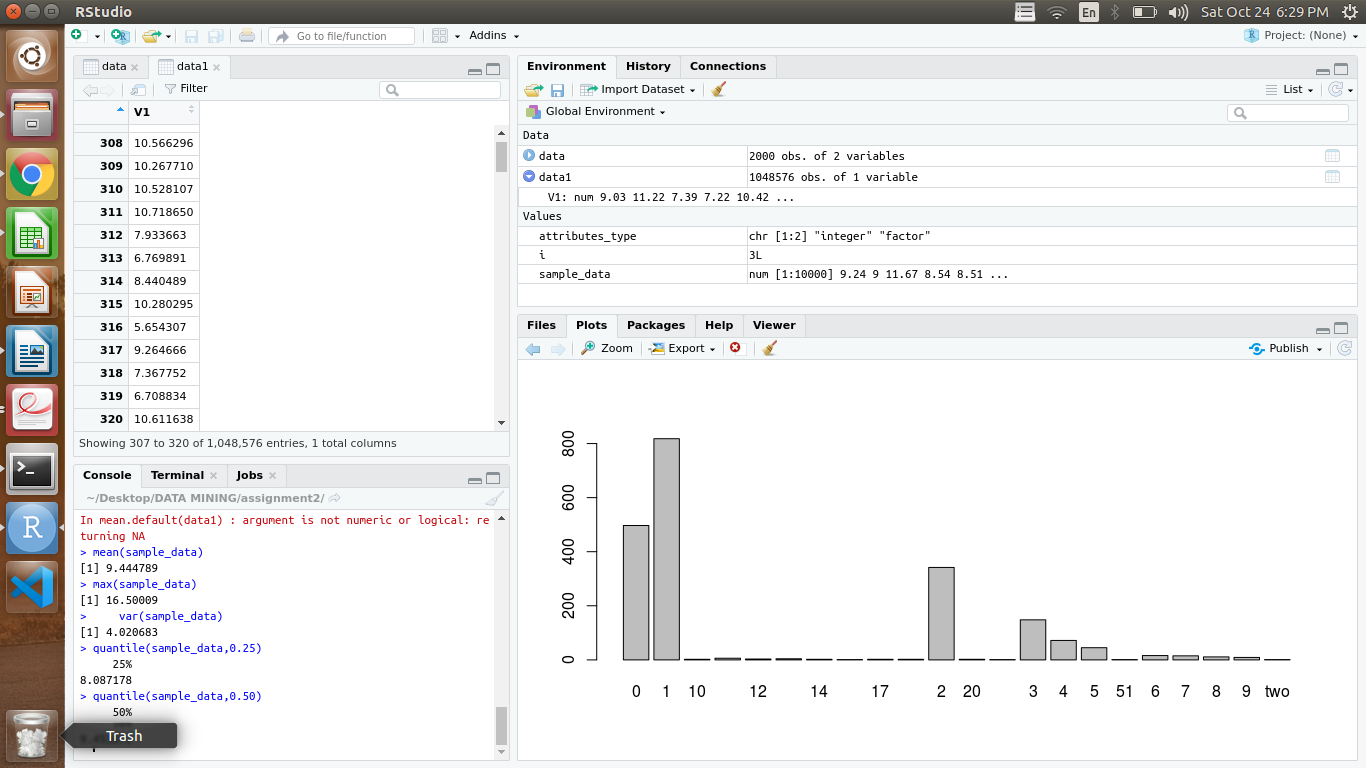 RStudio
En
Sat Oct 24 6:29 PM
Go to file/function
Addins
Project: (None)
data
data1
Filter
V1
308 10.566296
309 10.267710
310 10.528107
311 10.718650
312 7.933663
313 6.769891
314 8.440489
315 10.280295
316 5.654307
317 9.264666
318 7.367752
319 6.708834
320 10.611638
Showing 307 to 320 of 1,048,576 entries, 1 total columns
Console Terminal Jobs
~/Desktop/DATA MINING/assignment2/
In mean.default(data1) : argument is not numeric or logical: re
turning NA
> mean(sample_data)
[1] 9.444789
> max(sample_data)
[1] 16.50009
>     var(sample_data)
[1] 4.020683
> quantile(sample_data,0.25)
25%
8.087178
> quantile(sample_data,0.50)
50%
Trash
Environment History Connections
Import Dataset
List
Global Environment
Data
data 2000 obs. of 2 variables
data1 1048576 obs. of 1 variable
V1: num 9.03 11.22 7.39 7.22 10.42 ...
Values
attributes_type chr [1:2] "integer" "factor"
i 3L
sample_data num [1:10000] 9.24 9 11.67 8.54 8.51 ...
Files Plots Packages Help Viewer
Zoom Export Publish
800
600
400
200
0
0 1 10 12 14 17 2 20 3 4 5 51 6 7 8 9 two